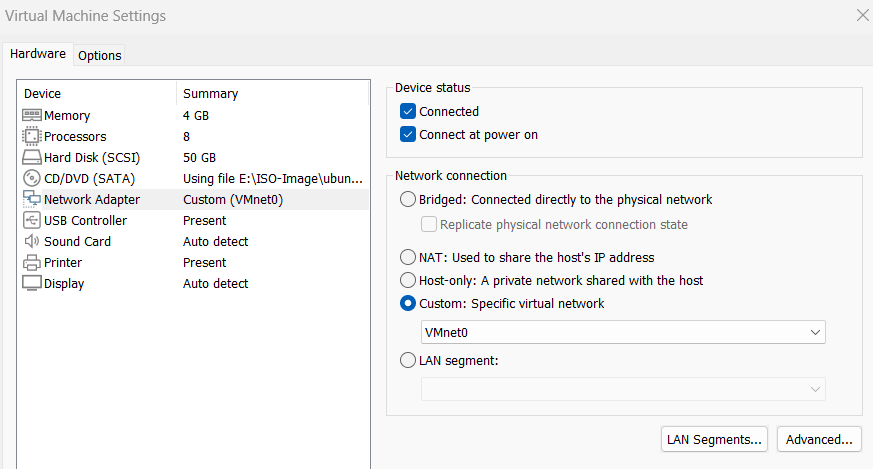 Virtual Machine Settings
Hardware Options
Device Summary
Memory 4 GB
Processors 8
Hard Disk (SCSI) 50 GB
CD/DVD (SATA) Using file E:\ISO-Image\ubun...
Network Adapter Custom (VMnet0)
USB Controller Present
Sound Card Auto detect
Printer Present
Display Auto detect
Device status
Connected
Connect at power on
Network connection
Bridged: Connected directly to the physical network
Replicate physical network connection state
NAT: Used to share the host's IP address
Host-only: A private network shared with the host
Custom: Specific virtual network
VMnet0
LAN segment:
LAN Segments... Advanced...